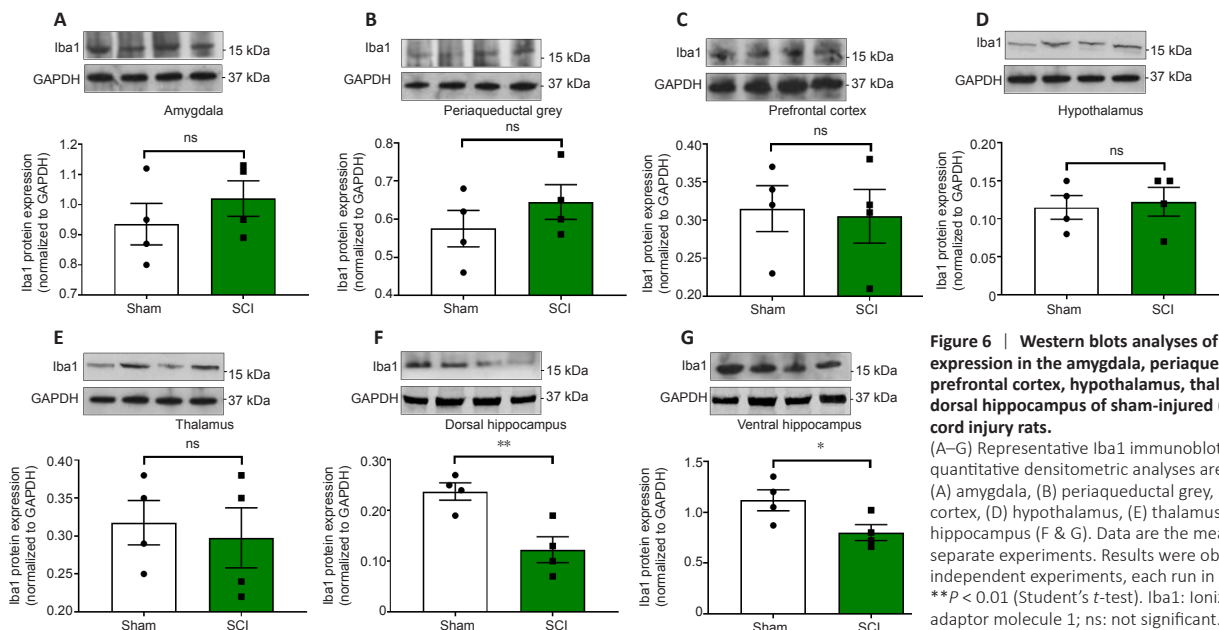 A
Iba1
15 kDa
GAPDH
37 kDa
Amygdala
ns
Iba1 protein expression
(normalized to GAPDH)
1.2
1.1
1.0
0.9
0.8
0.7
Sham SCI
B
Iba1
15 kDa
GAPDH
37 kDa
Periaqueductal grey
ns
Iba1 protein expression
(normalized to GAPDH)
0.8
0.7
0.6
0.5
0.4
Sham SCI
C
Iba1
15 kDa
GAPDH
37 kDa
Prefrontal cortex
ns
Iba1 protein expression
(normalized to GAPDH)
0.40
0.35
0.30
0.25
0.20
Sham SCI
D
Iba1
15 kDa
GAPDH
37 kDa
Hypothalamus
ns
Iba1 protein expression
(normalized to GAPDH)
0.20
0.15
0.10
0.05
0
Sham SCI
E
Iba1
15 kDa
GAPDH
37 kDa
Thalamus
ns
Iba1 protein expression
(normalized to GAPDH)
0.40
0.35
0.30
0.25
0.20
Sham SCI
F
Iba1
15 kDa
GAPDH
37 kDa
Dorsal hippocampus
**
Iba1 protein expression
(normalized to GAPDH)
0.30
0.20
0.10
0.00
Sham SCI
G
Iba1
15 kDa
GAPDH
37 kDa
Ventral hippocampus
*
Iba1 protein expression
(normalized to GAPDH)
1.5
1.0
0.5
0.0
Sham SCI
Figure 6 | Western blots analyses of
expression in the amygdala, periaque
prefrontal cortex, hypothalamus, thal
dorsal hippocampus of sham-injured (
cord injury rats.
(A–G) Representative Iba1 immunoblot
quantitative densitometric analyses are
(A) amygdala, (B) periaqueductal grey,
cortex, (D) hypothalamus, (E) thalamus
hippocampus (F & G). Data are the mea
separate experiments. Results were ob
independent experiments, each run in
**P < 0.01 (Student's t-test). Iba1: Ioniz
adaptor molecule 1; ns: not significant.